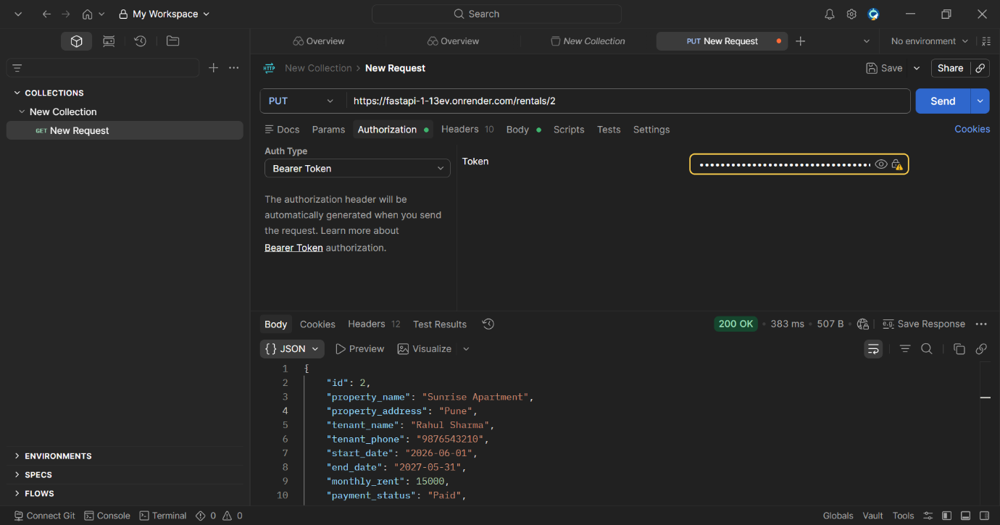 My Workspace
Search
Overview
Overview
New Collection
PUT New Request
No environment
HTTP New Collection > New Request
Save
Share
COLLECTIONS
New Collection
GET New Request
PUT
https://fastapi-1-13ev.onrender.com/rentals/2
Send
Docs Params Authorization Headers 10 Body Scripts Tests Settings
Cookies
Auth Type
Bearer Token
Token
The authorization header will be
automatically generated when you send
the request. Learn more about
Bearer Token authorization.
Body Cookies Headers 12 Test Results
200 OK • 383 ms • 507 B
e.g. Save Response
{} JSON Preview Visualize
1 {
2 "id": 2,
3 "property_name": "Sunrise Apartment",
4 "property_address": "Pune",
5 "tenant_name": "Rahul Sharma",
6 "tenant_phone": "9876543210",
7 "start_date": "2026-06-01",
8 "end_date": "2027-05-31",
9 "monthly_rent": 15000,
10 "payment_status": "Paid",
ENVIRONMENTS
SPECS
FLOWS
Connect Git Console Terminal 0 0
Globals Vault Tools